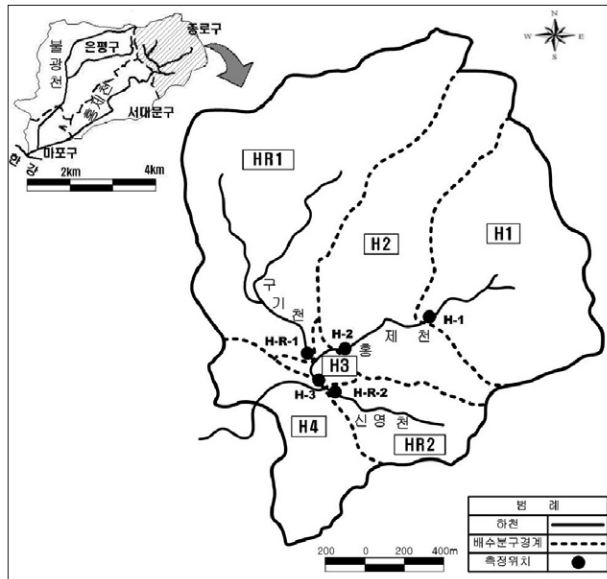 종로구
은평구
불광천
홍제천
서대문구
마포구
한강
2km
4km
N
W
E
S
HR1
H2
H1
구기천
H-1
H-R-1
H-2
홍제천
H3
H-3
H-R-2
신영천
H4
HR2
범 례
하천
배수분구경계
측정위치
200
0
200
400m